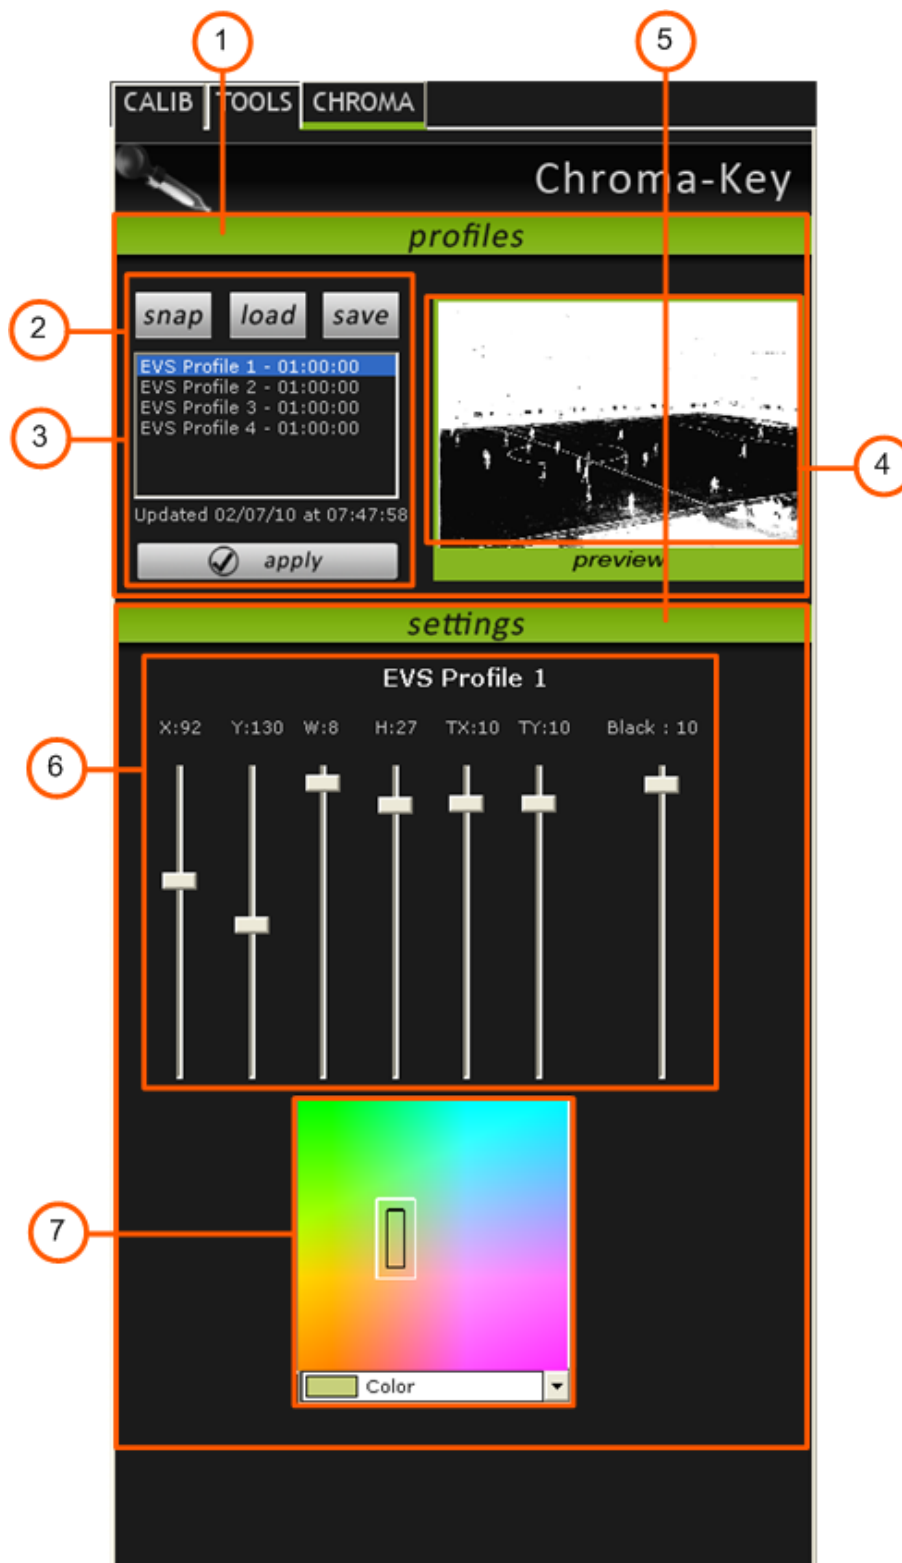 1
5
CALIB TOOLS CHROMA
Chroma-Key
profiles
2
snap load save
EVS Profile 1 - 01:00:00
EVS Profile 2 - 01:00:00
3
EVS Profile 3 - 01:00:00
EVS Profile 4 - 01:00:00
4
Updated 02/07/10 at 07:47:58
apply
preview
settings
EVS Profile 1
X:92 Y:130 W:8 H:27 TX:10 TY:10 Black : 10
6
7
Color